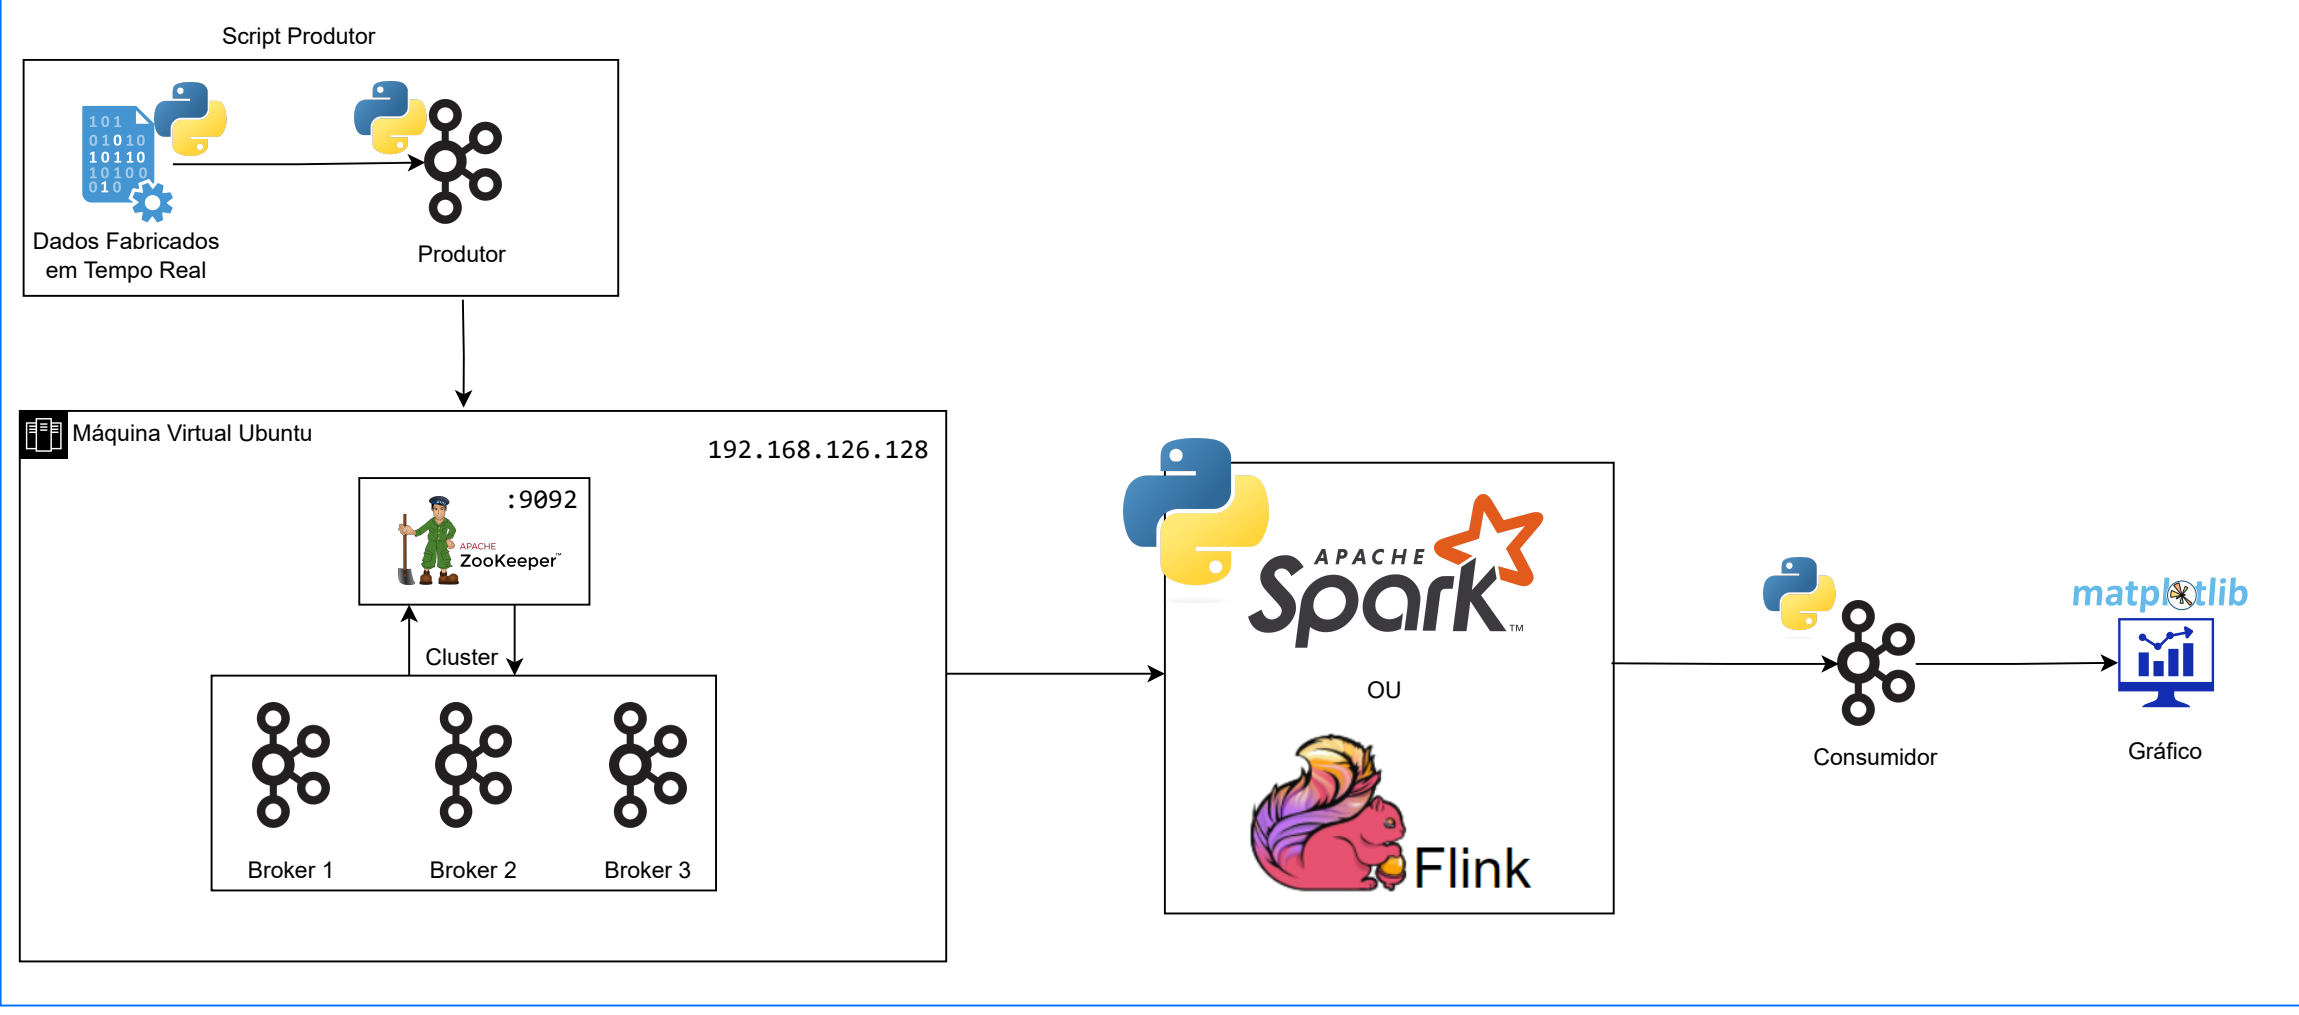 Script Produtor
101
01010
10110
10100
010
Dados Fabricados
em Tempo Real
Produtor
Máquina Virtual Ubuntu
192.168.126.128
:9092
APACHE
ZooKeeper™
Cluster
Broker 1
Broker 2
Broker 3
APACHE
Spark™
OU
Flink
Consumidor
matplotlib
Gráfico